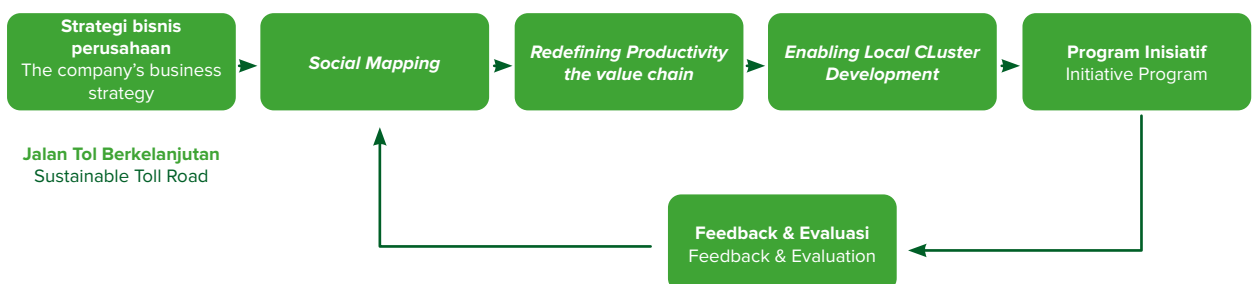 Strategi bisnis
perusahaan
The company's business
strategy
Social Mapping
Redefining Productivity
the value chain
Enabling Local CLuster
Development
Program Inisiatif
Initiative Program
Jalan Tol Berkelanjutan
Sustainable Toll Road
Feedback & Evaluasi
Feedback & Evaluation